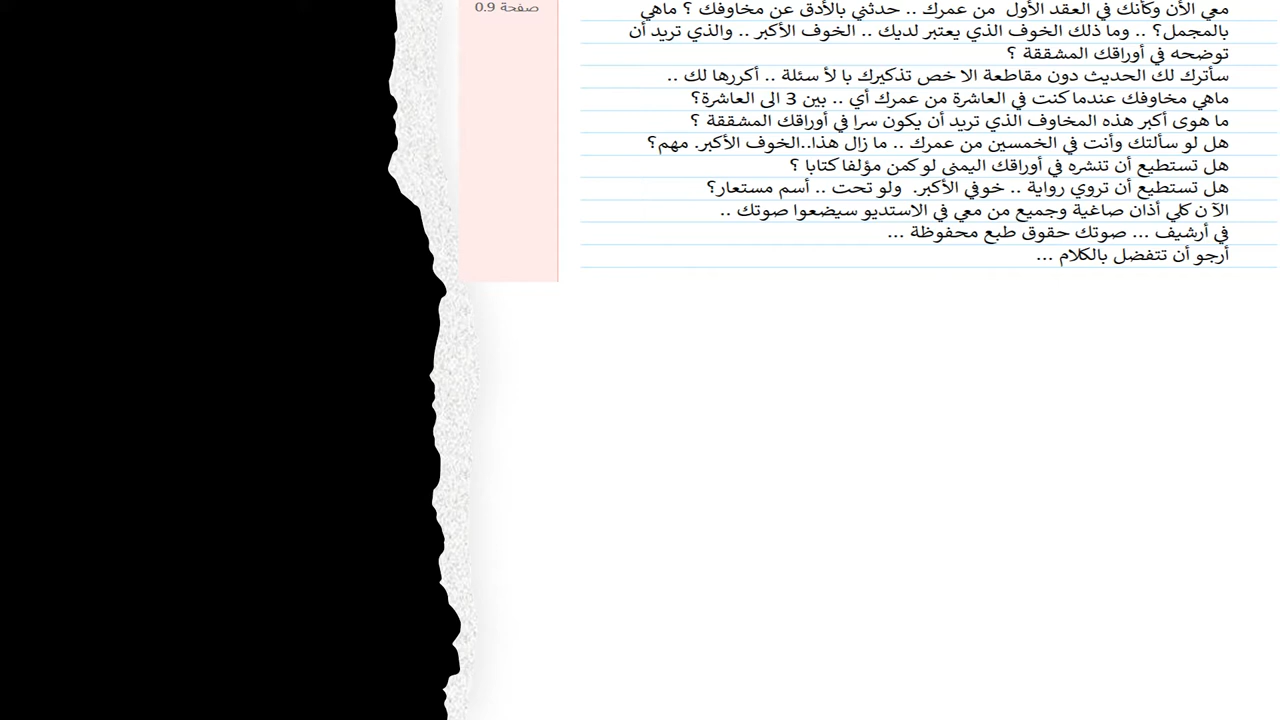 صفحة 0.9
معي الأن وكأنك في العقد الأول من عمرك .. حدثني بالأدق عن مخاوفك ؟ ماهي
بالمجمل؟ .. وما ذلك الخوف الذي يعتبر لديك .. الخوف الأكبر .. والذي تريد أن
توضحه في أوراقك المشققة ؟
سأترك لك الحديث دون مقاطعة الا خص تذكيرك با لأ سئلة .. أكررها لك ..
ماهي مخاوفك عندما كنت في العاشرة من عمرك أي .. بين 3 الى العاشرة؟
ما هوى أكبر هذه المخاوف الذي تريد أن يكون سرا في أوراقك المشققة ؟
هل لو سألتك وأنت في الخمسين من عمرك .. ما زال هذا..الخوف الأكبر. مهم؟
هل تستطيع أن تنشره في أوراقك اليمنى لو كمن مؤلفا كتابا ؟
هل تستطيع أن تروي رواية .. خوفي الأكبر. ولو تحت .. أسم مستعار؟
الآ ن كلي أذان صاغية وجميع من معي في الاستديو سيضعوا صوتك ..
في أرشيف ... صوتك حقوق طبع محفوظة ...
أرجو أن تتفضل بالكلام ...